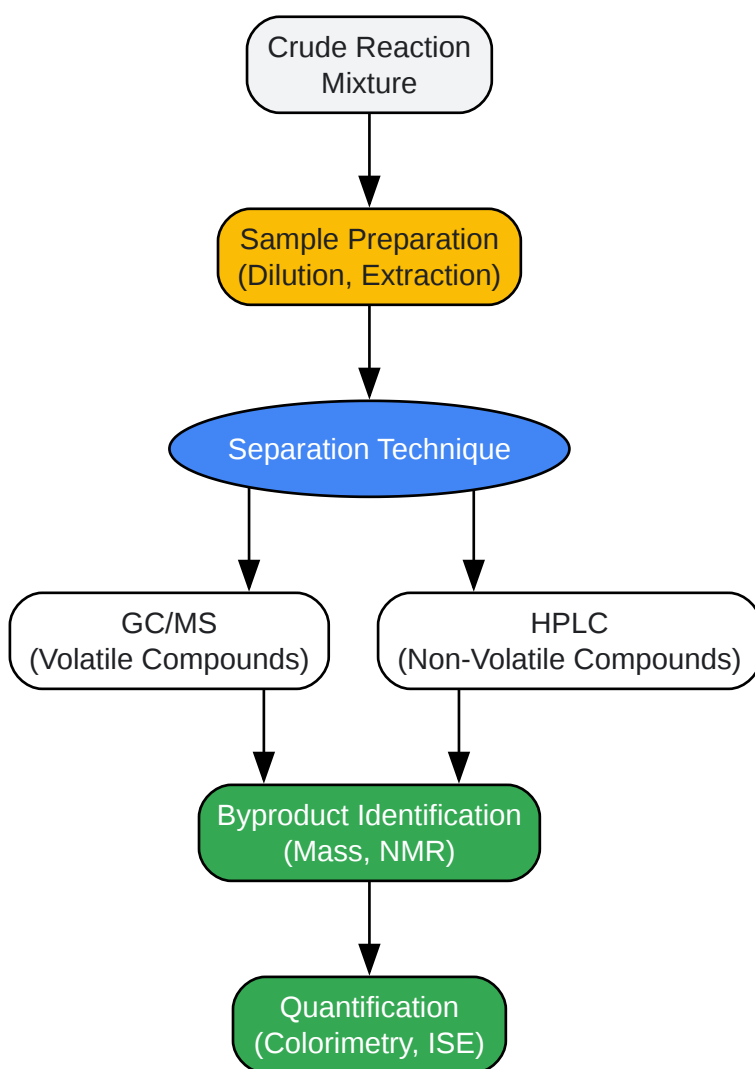 Crude Reaction
Mixture
Sample Preparation
(Dilution, Extraction)
Separation Technique
GC/MS
(Volatile Compounds)
HPLC
(Non-Volatile Compounds)
Byproduct Identification
(Mass, NMR)
Quantification
(Colorimetry, ISE)